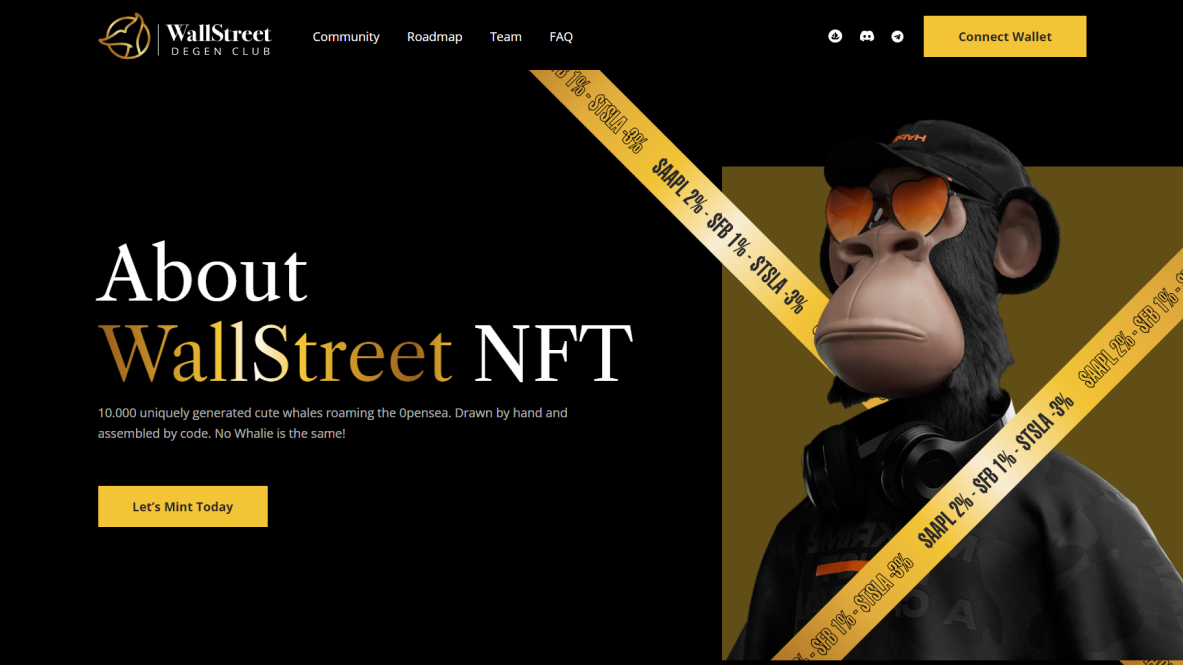 WallStreet
DEGEN CLUB
Community
Roadmap
Team
FAQ
Connect Wallet
About
WallStreet NFT
10.000 uniquely generated cute whales roaming the 0pensea. Drawn by hand and
assembled by code. No Whalie is the same!
Let's Mint Today
FB 1% - $TSLA -3% $AAPL 2% - $FB 1% - $TSLA -3%
% - $FB 1% - $TSLA -3% $AAPL 2% - $FB 1% - $TSLA -3% $AAPL 2% - $FB 1% -